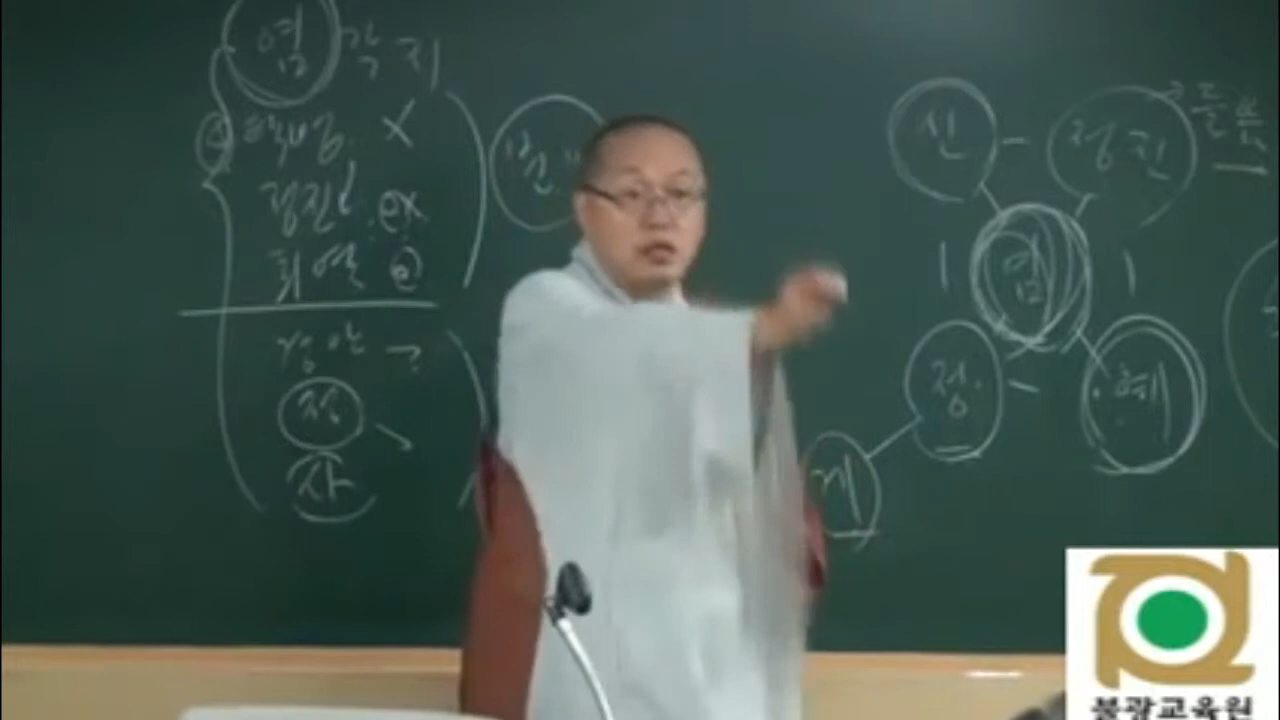 염 각 지
택법 X
정진 ex
희열 @
경안 ?
정
사
신 - 정진
염
정 - 혜
계
불광교육원